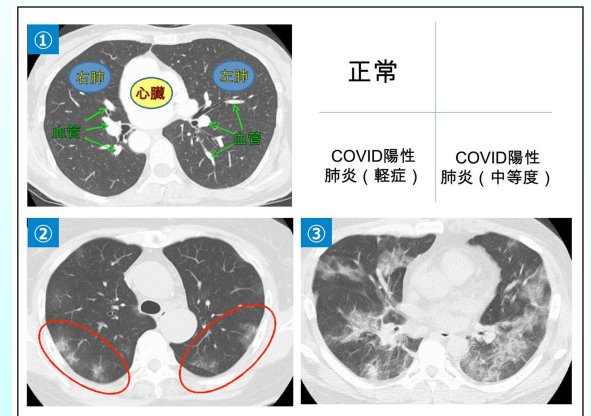 ①
右肺
心臓
左肺
血管
血管
正常
COVID陽性
肺炎（軽症）
COVID陽性
肺炎（中等度）
②
③